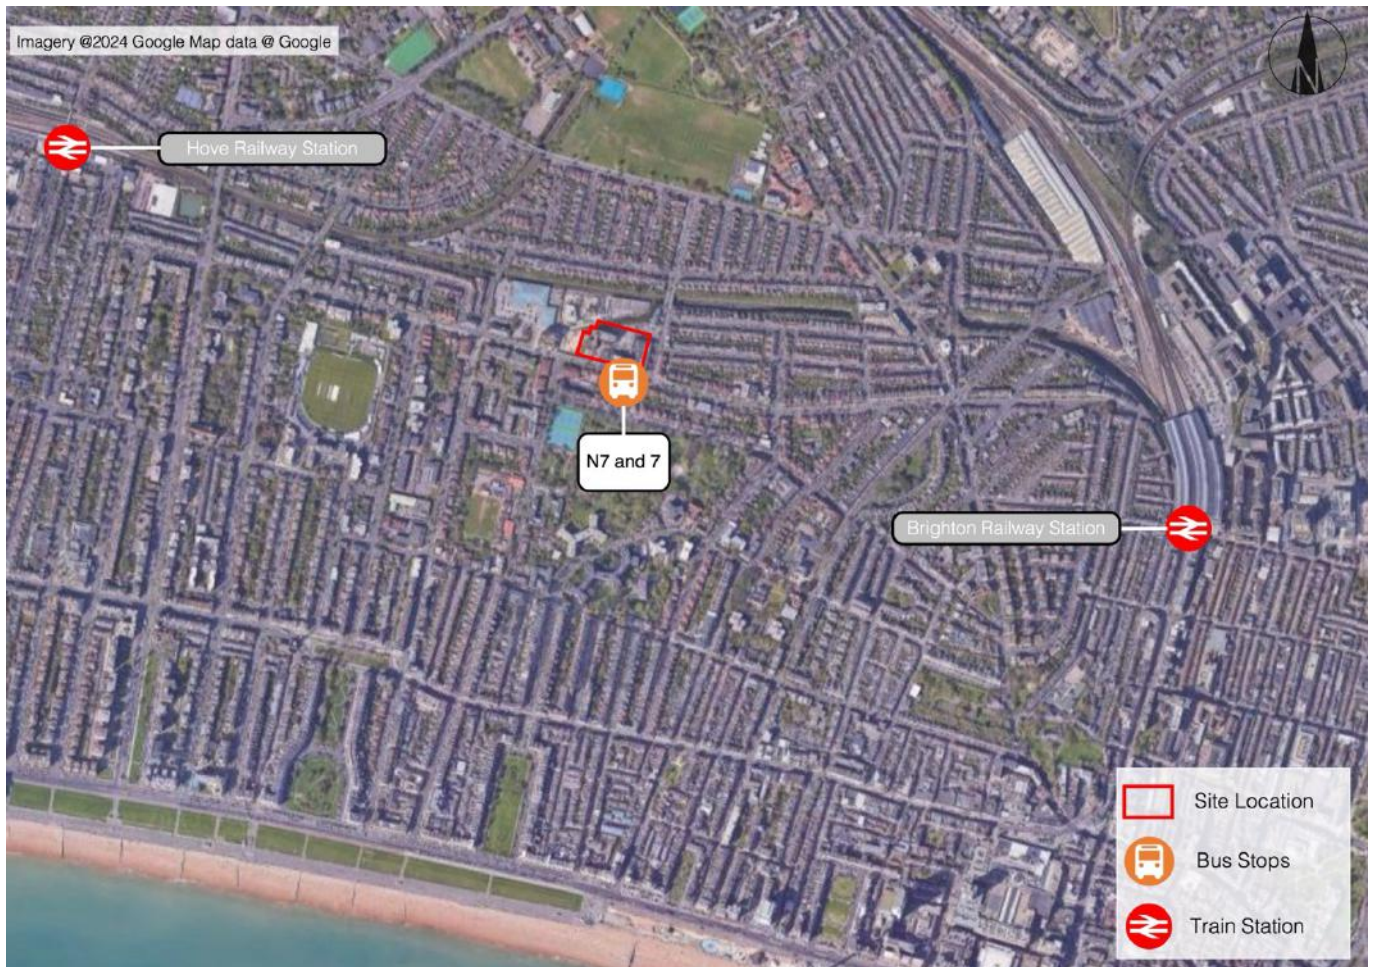 Imagery @2024 Google Map data @ Google
N
Hove Railway Station
N7 and 7
Brighton Railway Station
Site Location
Bus Stops
Train Station